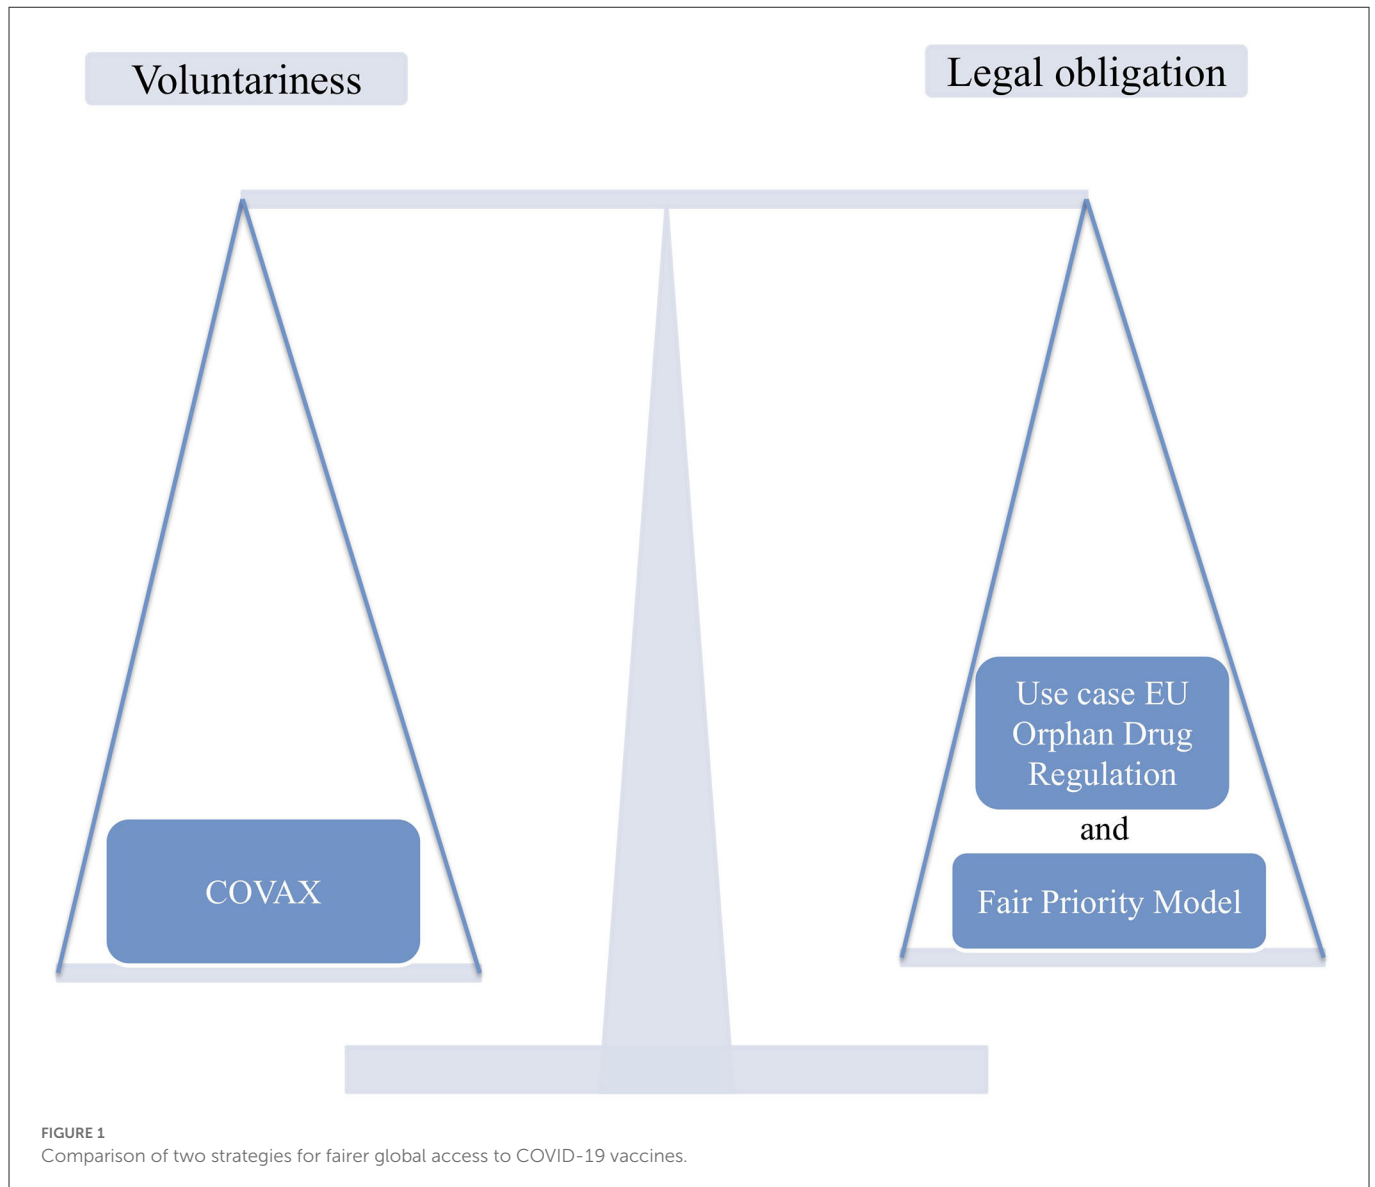 Voluntariness
Legal obligation
Use case EU
Orphan Drug
Regulation
and
COVAX
Fair Priority Model
FIGURE 1
Comparison of two strategies for fairer global access to COVID-19 vaccines.